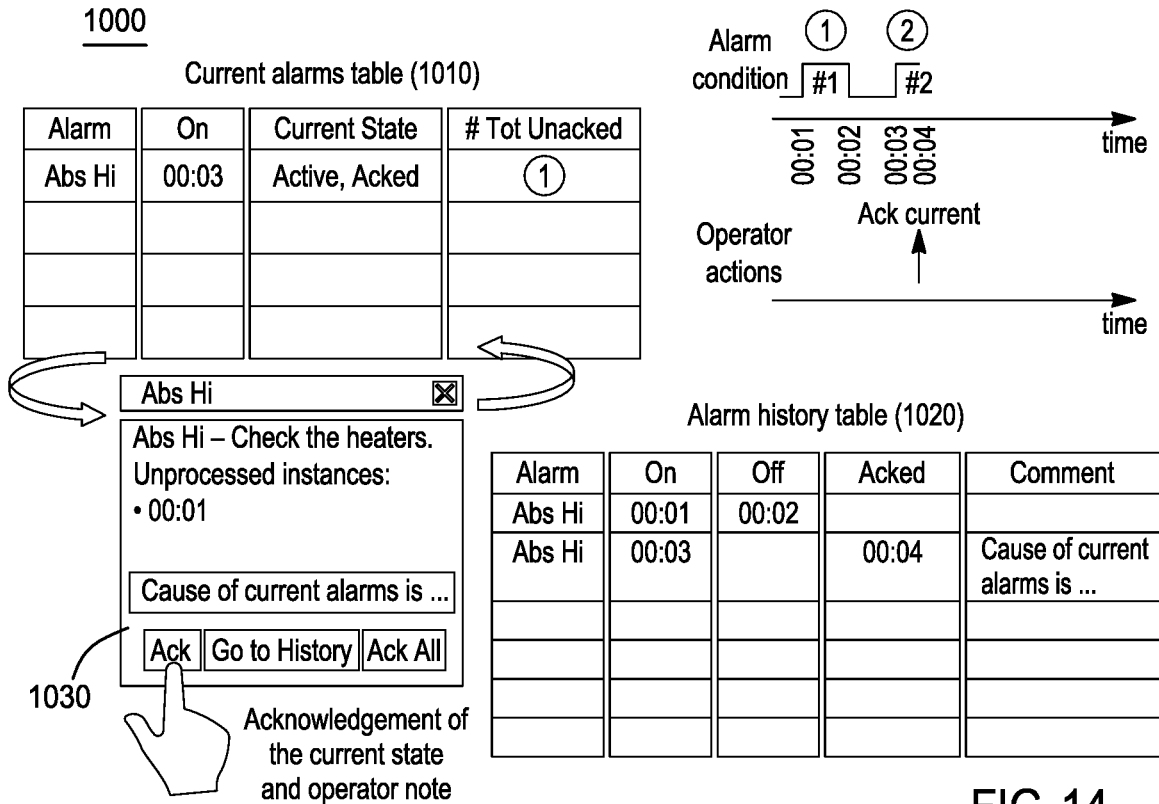 1000
Current alarms table (1010)
Alarm On Current State # Tot Unacked
Abs Hi 00:03 Active, Acked 1
Alarm condition
1 2
#1 #2
00:01 00:02 00:03 00:04
time
Operator actions
Ack current
time
Abs Hi
Abs Hi – Check the heaters.
Unprocessed instances:
• 00:01
Cause of current alarms is ...
Ack Go to History Ack All
1030
Acknowledgement of
the current state
and operator note
Alarm history table (1020)
Alarm On Off Acked Comment
Abs Hi 00:01 00:02
Abs Hi 00:03 00:04 Cause of current
alarms is ...
FIG. 14